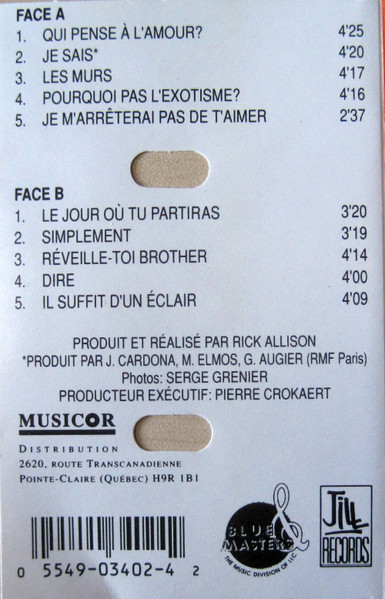 FACE A
1. QUI PENSE À L'AMOUR? 4'25
2. JE SAIS* 4'20
3. LES MURS 4'17
4. POURQUOI PAS L'EXOTISME? 4'16
5. JE M'ARRÊTERAI PAS DE T'AIMER 2'37
FACE B
1. LE JOUR OÙ TU PARTIRAS 3'20
2. SIMPLEMENT 3'19
3. RÉVEILLE-TOI BROTHER 4'14
4. DIRE 4'00
5. IL SUFFIT D'UN ÉCLAIR 4'09
PRODUIT ET RÉALISÉ PAR RICK ALLISON
*PRODUIT PAR J. CARDONA, M. ELMOS, G. AUGIER (RMF Paris)
Photos: SERGE GRENIER
PRODUCTEUR EXÉCUTIF: PIERRE CROKAERT
MUSICOR
DISTRIBUTION
2620, ROUTE TRANSCANADIENNE
POINTE-CLAIRE (QUÉBEC) H9R 1B1
BLUE MASTERS
THE MUSIC DIVISION OF I.I.C.
JILL RECORDS
0 5549-03402-4 2